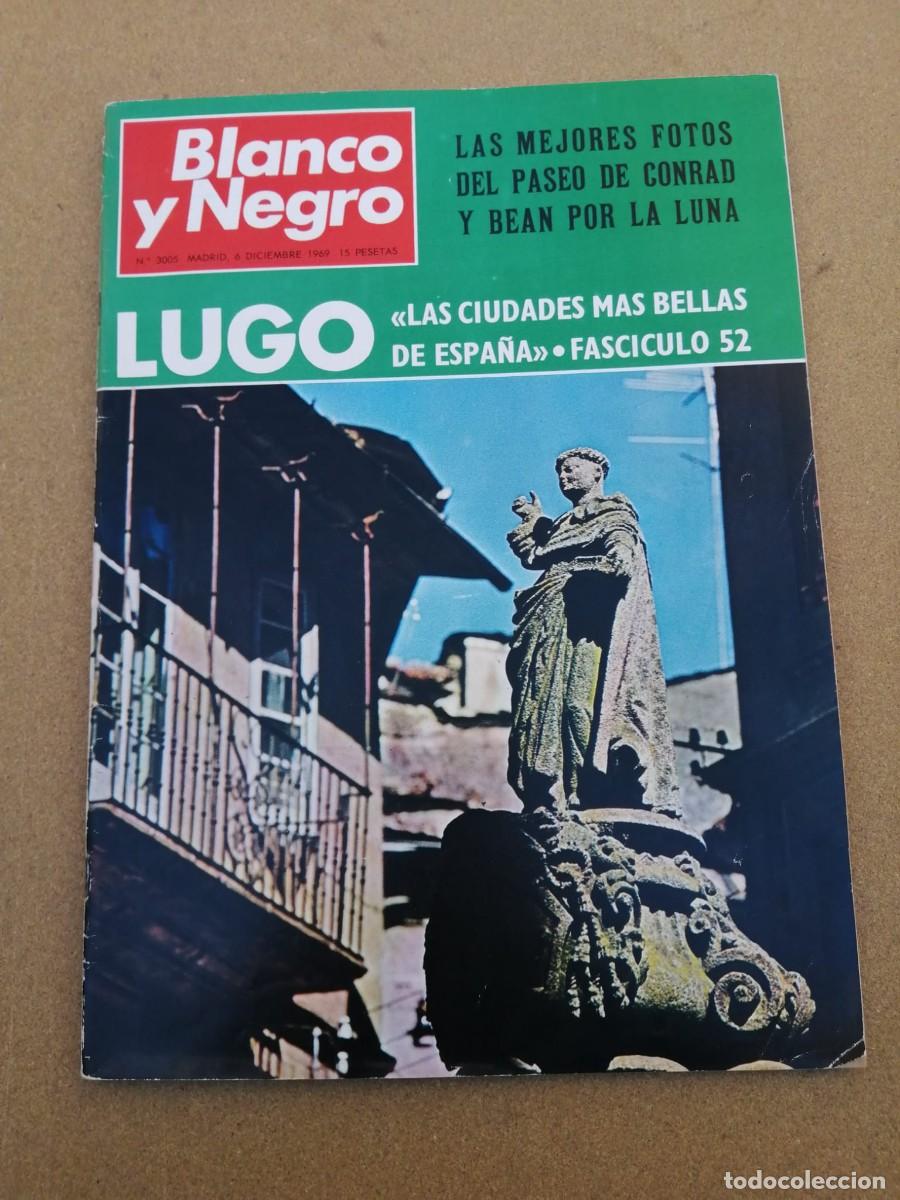 Blanco
y Negro
N.° 3005 MADRID, 6 DICIEMBRE 1969 15 PESETAS
LAS MEJORES FOTOS
DEL PASEO DE CONRAD
Y BEAN POR LA LUNA
LUGO
«LAS CIUDADES MAS BELLAS
DE ESPAÑA» • FASCICULO 52
todocoleccion